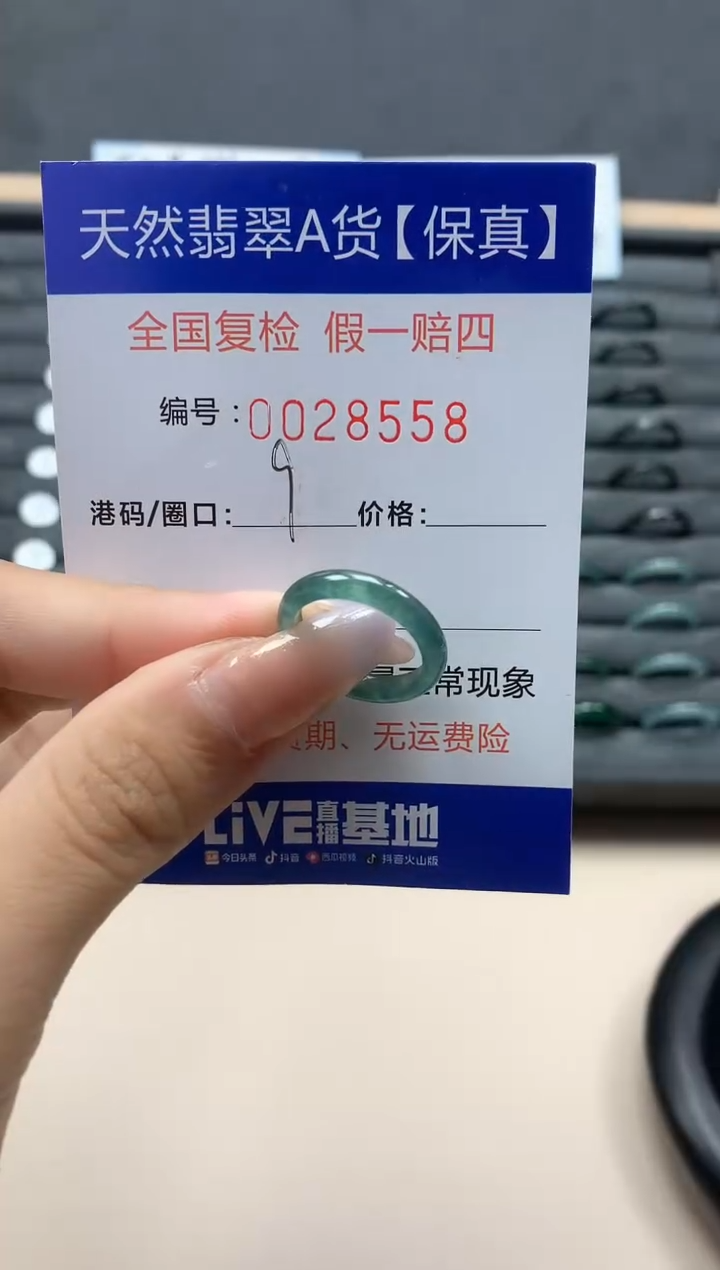 天然翡翠A货【保真】
全国复检 假一赔四
编号:0028558
港码/圈口: 9 价格:
常现象
期、无运费险
LiVE直播基地
今日头条 抖音 西瓜视频 抖音火山版